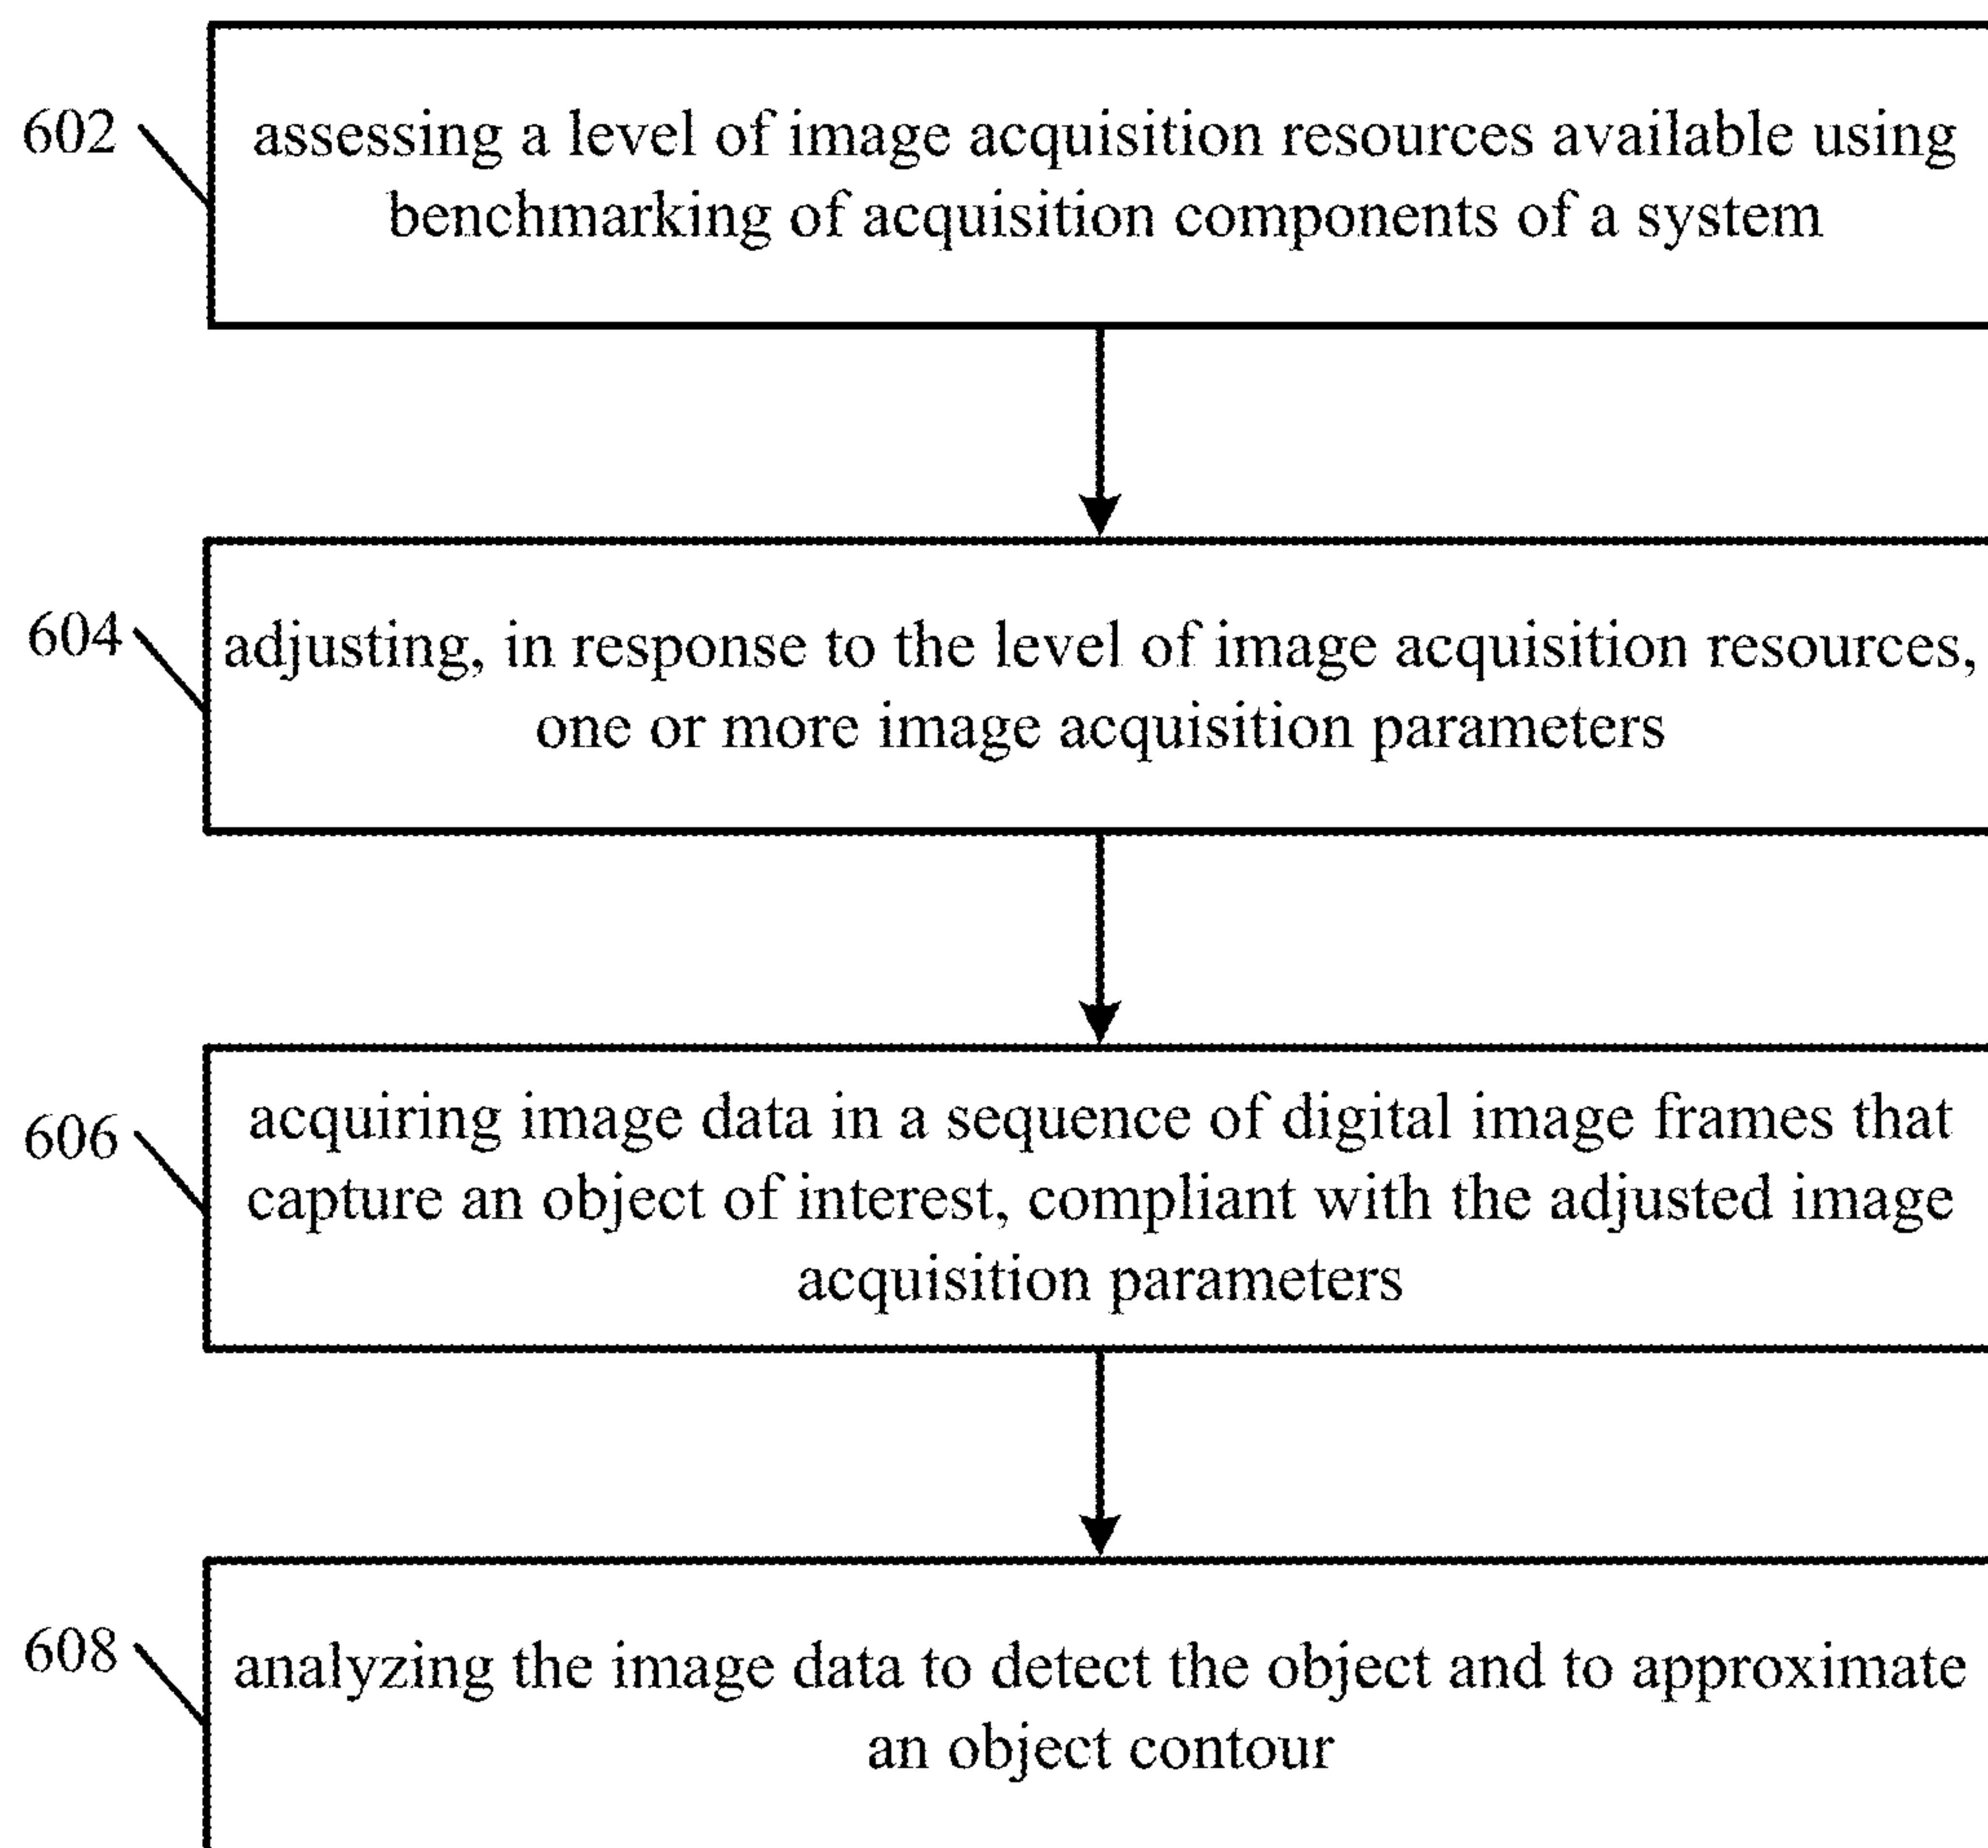 602
assessing a level of image acquisition resources available using
benchmarking of acquisition components of a system
604
adjusting, in response to the level of image acquisition resources,
one or more image acquisition parameters
606
acquiring image data in a sequence of digital image frames that
capture an object of interest, compliant with the adjusted image
acquisition parameters
608
analyzing the image data to detect the object and to approximate
an object contour